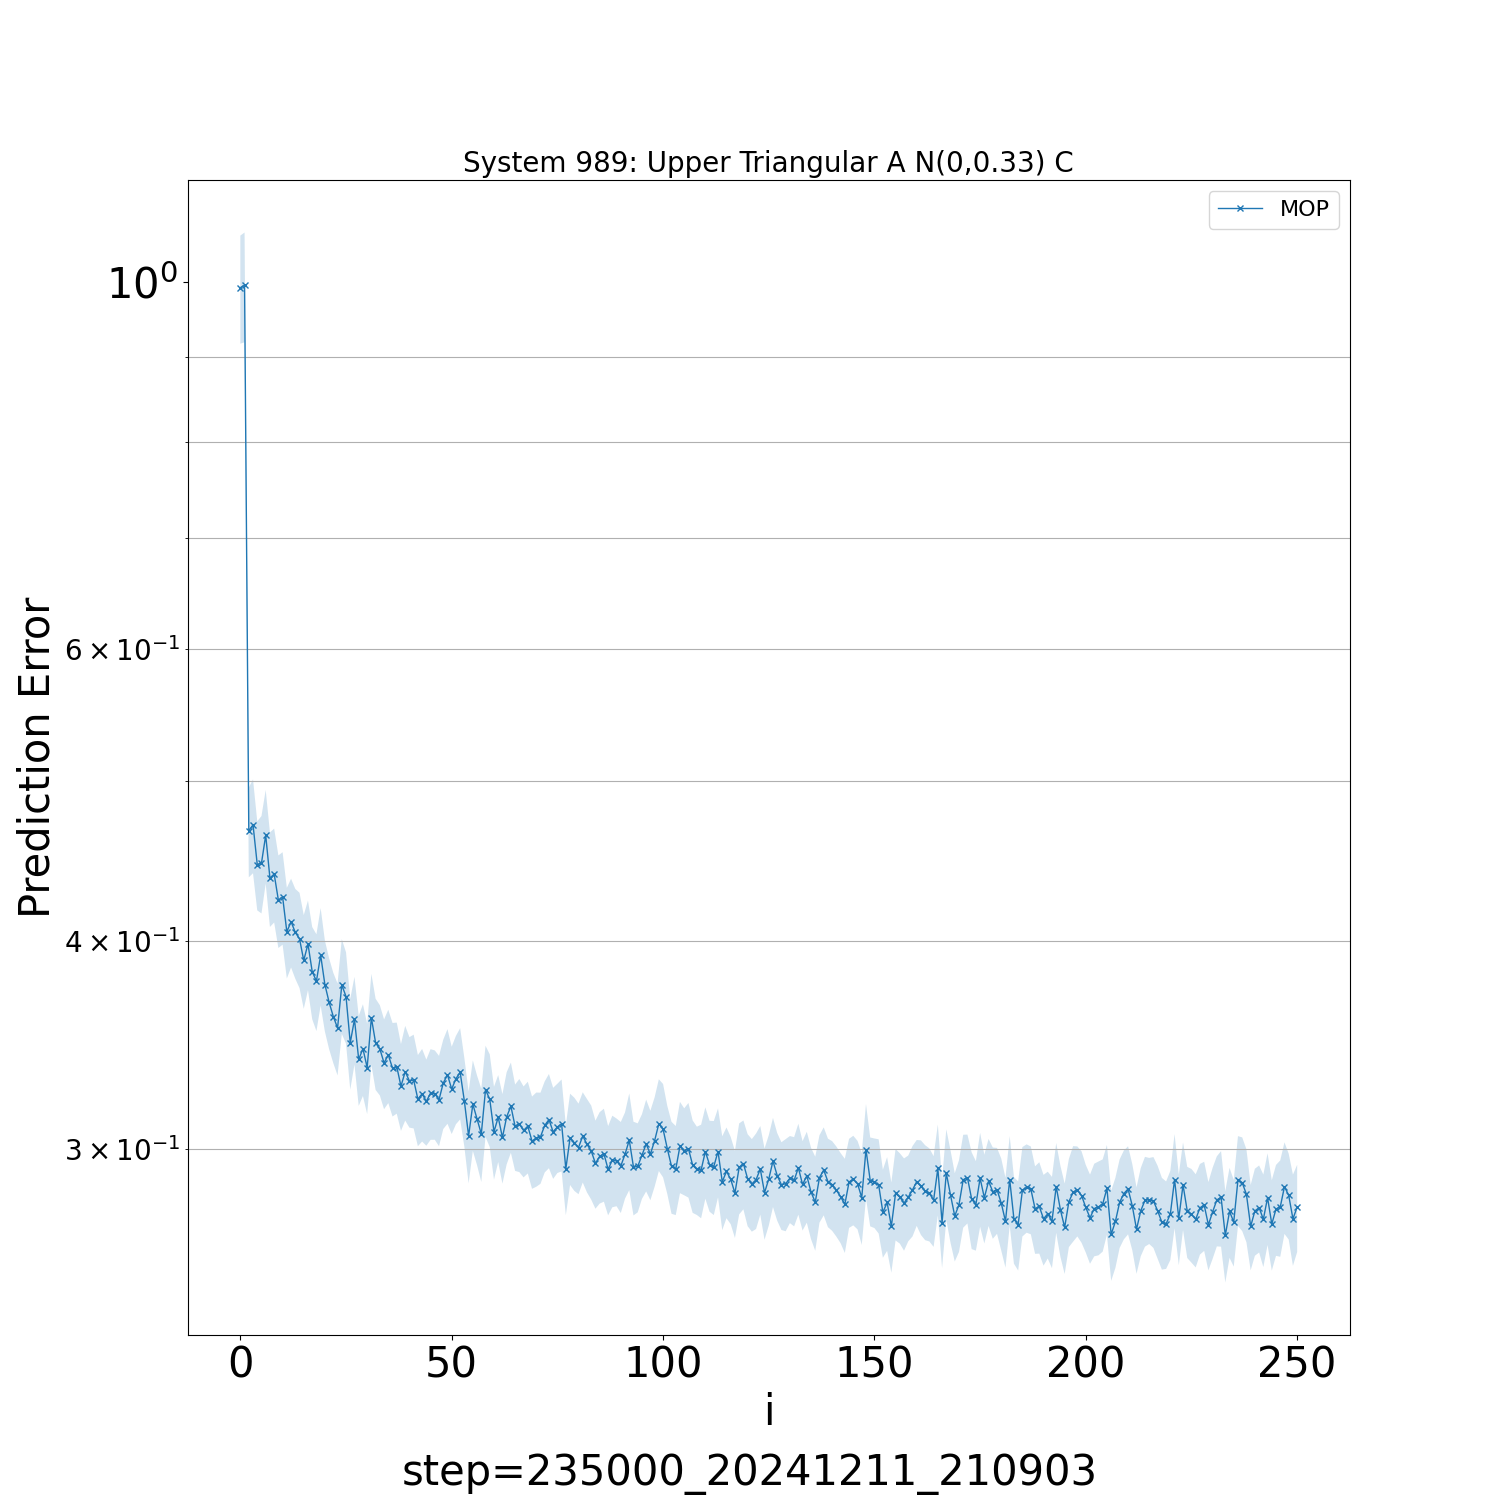 System 989: Upper Triangular A N(0,0.33) C
MOP
10⁰
6 × 10⁻¹
4 × 10⁻¹
3 × 10⁻¹
Prediction Error
0 50 100 150 200 250
i
step=235000_20241211_210903